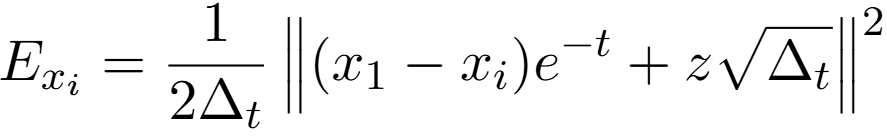 $E_{x_i} = \frac{1}{2\Delta_t} \left\| (x_1 - x_i)e^{-t} + z\sqrt{\Delta_t} \right\|^2$